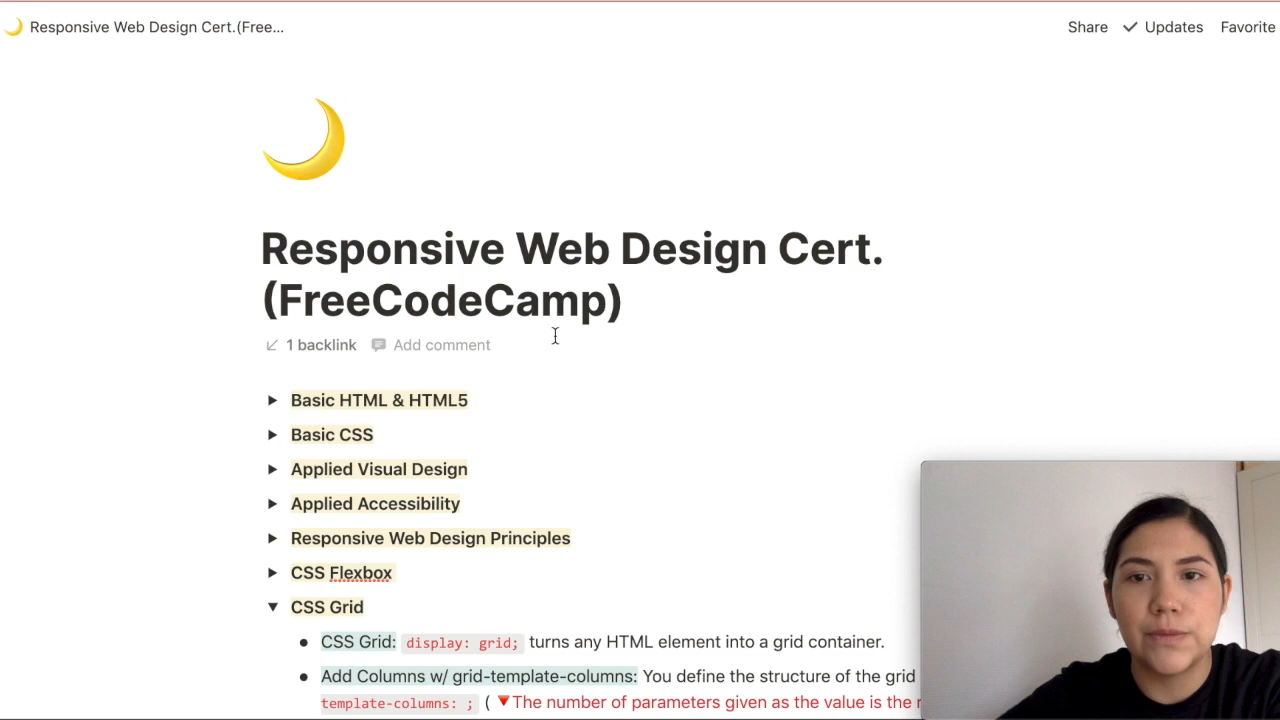 Responsive Web Design Cert.(Free...
Share
Updates
Favorite
Responsive Web Design Cert.
(FreeCodeCamp)
1 backlink
Add comment
Basic HTML & HTML5
Basic CSS
Applied Visual Design
Applied Accessibility
Responsive Web Design Principles
CSS Flexbox
CSS Grid
CSS Grid: display: grid; turns any HTML element into a grid container.
Add Columns w/ grid-template-columns: You define the structure of the grid
template-columns: ; ( The number of parameters given as the value is the